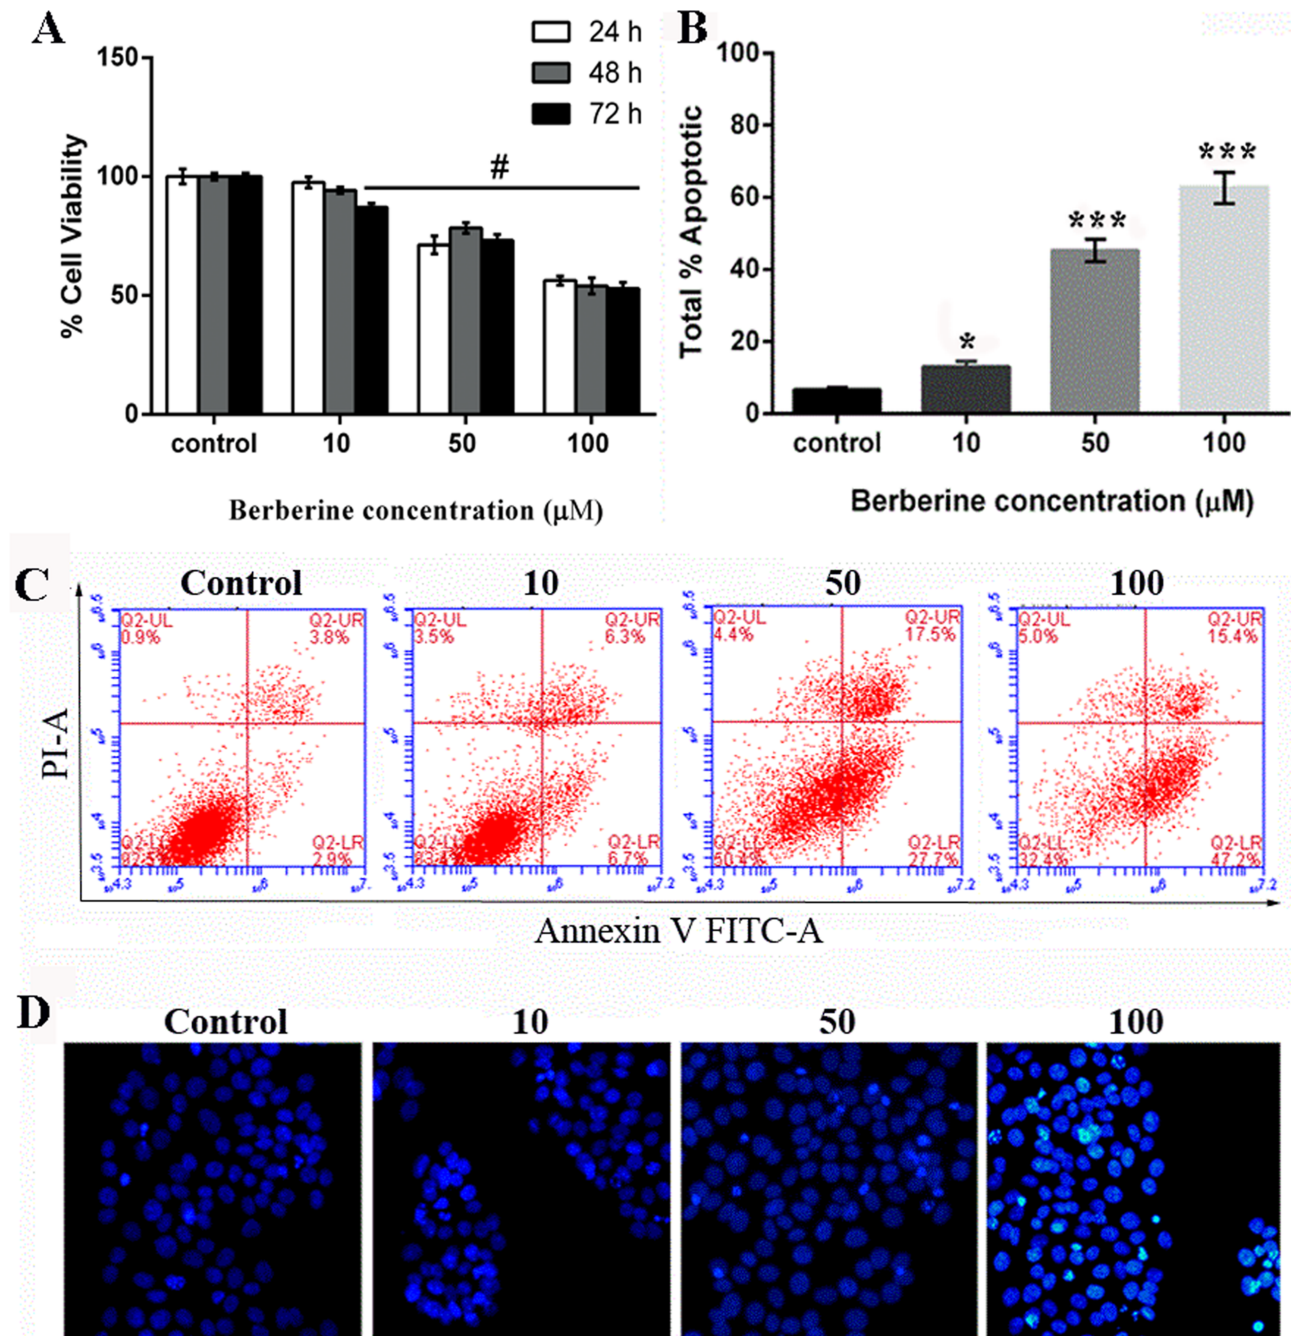 A
150
100
50
0
% Cell Viability
24 h
48 h
72 h
#
control 10 50 100
Berberine concentration (µM)
B
100
80
60
40
20
0
Total % Apoptotic
*
***
***
control 10 50 100
Berberine concentration (µM)
C
Control 10 50 100
PI-A
Q2-UL
0.9%
Q2-UR
3.8%
Q2-LR
2.9%
Q2-UL
3.5%
Q2-UR
6.3%
Q2-LR
6.7%
Q2-UL
4.4%
Q2-UR
17.5%
Q2-LL
50.4%
Q2-LR
27.7%
Q2-UL
5.0%
Q2-UR
15.4%
Q2-LL
32.4%
Q2-LR
47.2%
Annexin V FITC-A
D
Control 10 50 100